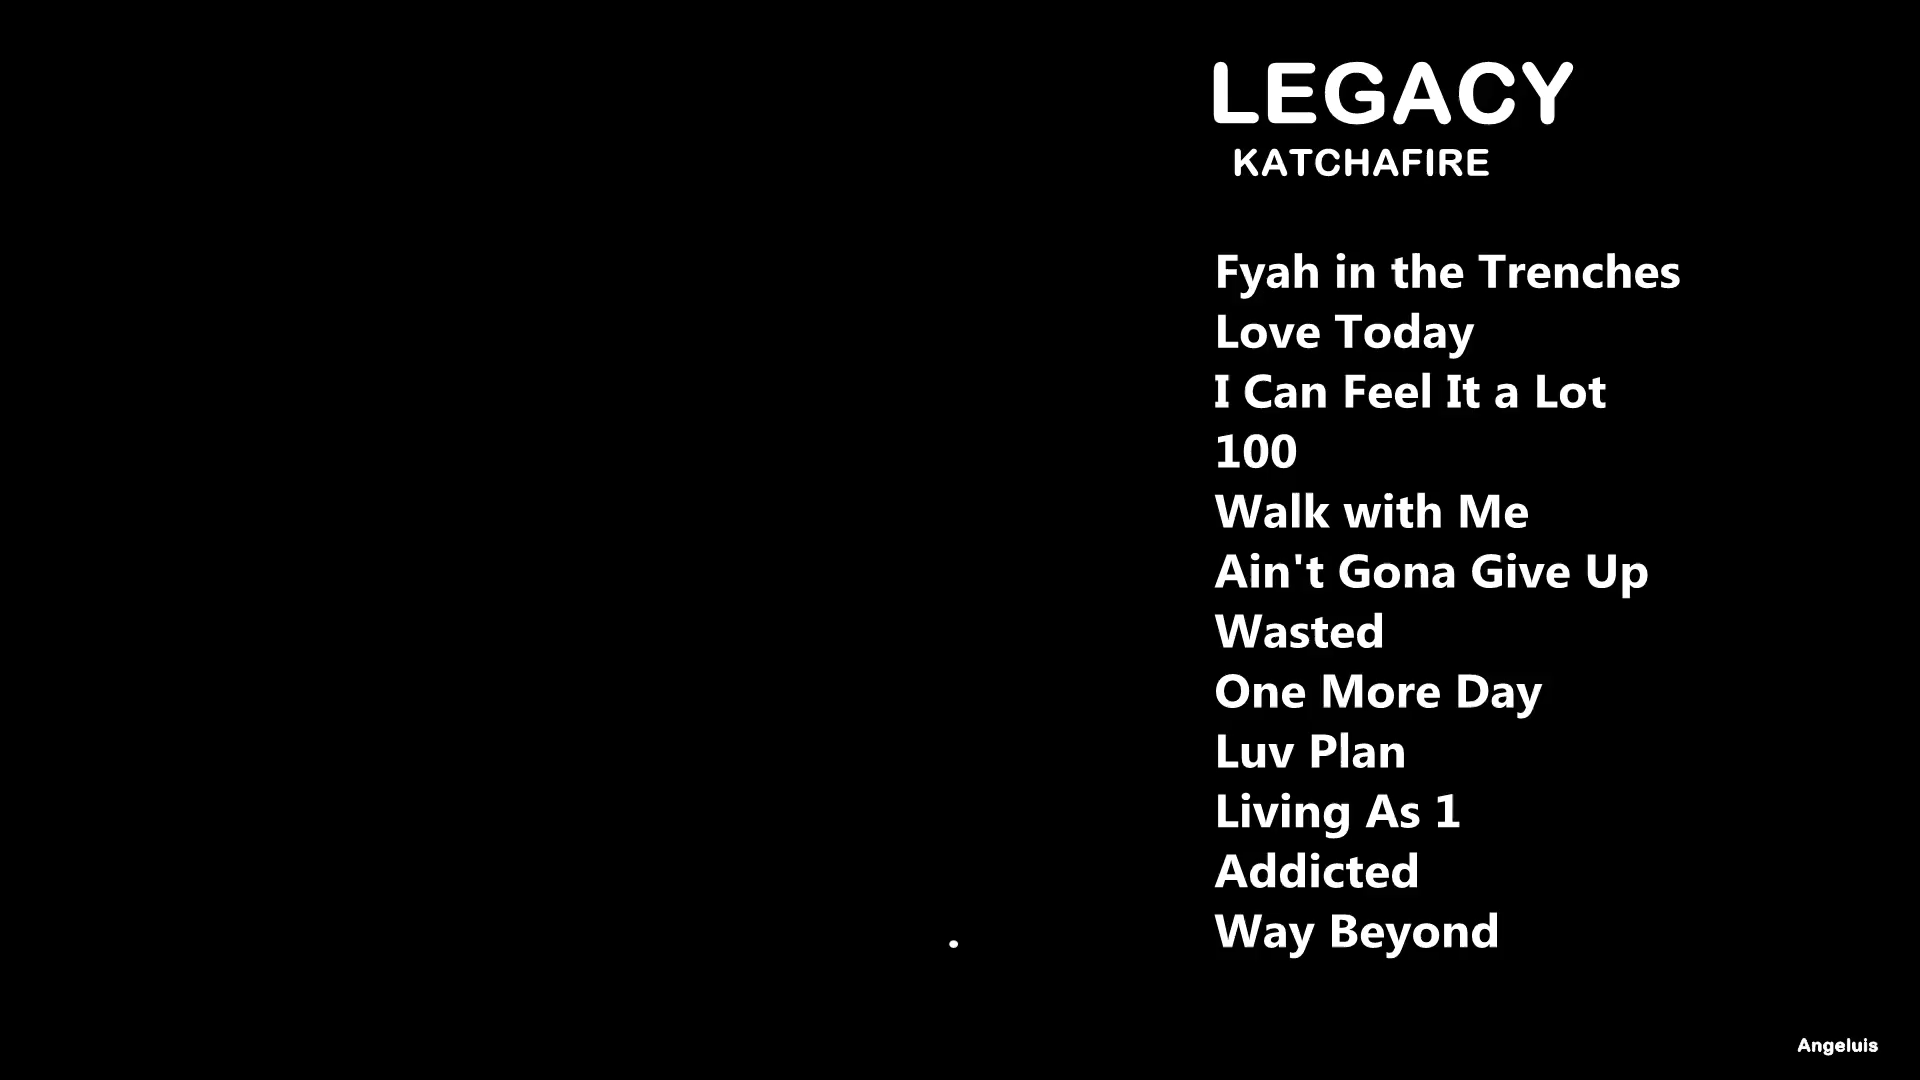 LEGACY
KATCHAFIRE
Fyah in the Trenches
Love Today
I Can Feel It a Lot
100
Walk with Me
Ain't Gona Give Up
Wasted
One More Day
Luv Plan
Living As 1
Addicted
Way Beyond
.
Angeluis